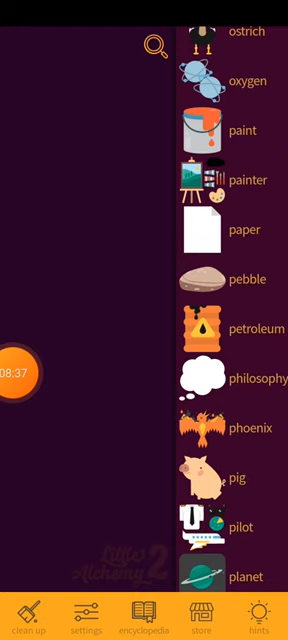 ostrich
oxygen
paint
painter
paper
pebble
petroleum
08:37
philosophy
phoenix
pig
pilot
Little
Alchemy 2
planet
clean up
settings
encyclopedia
store
hints